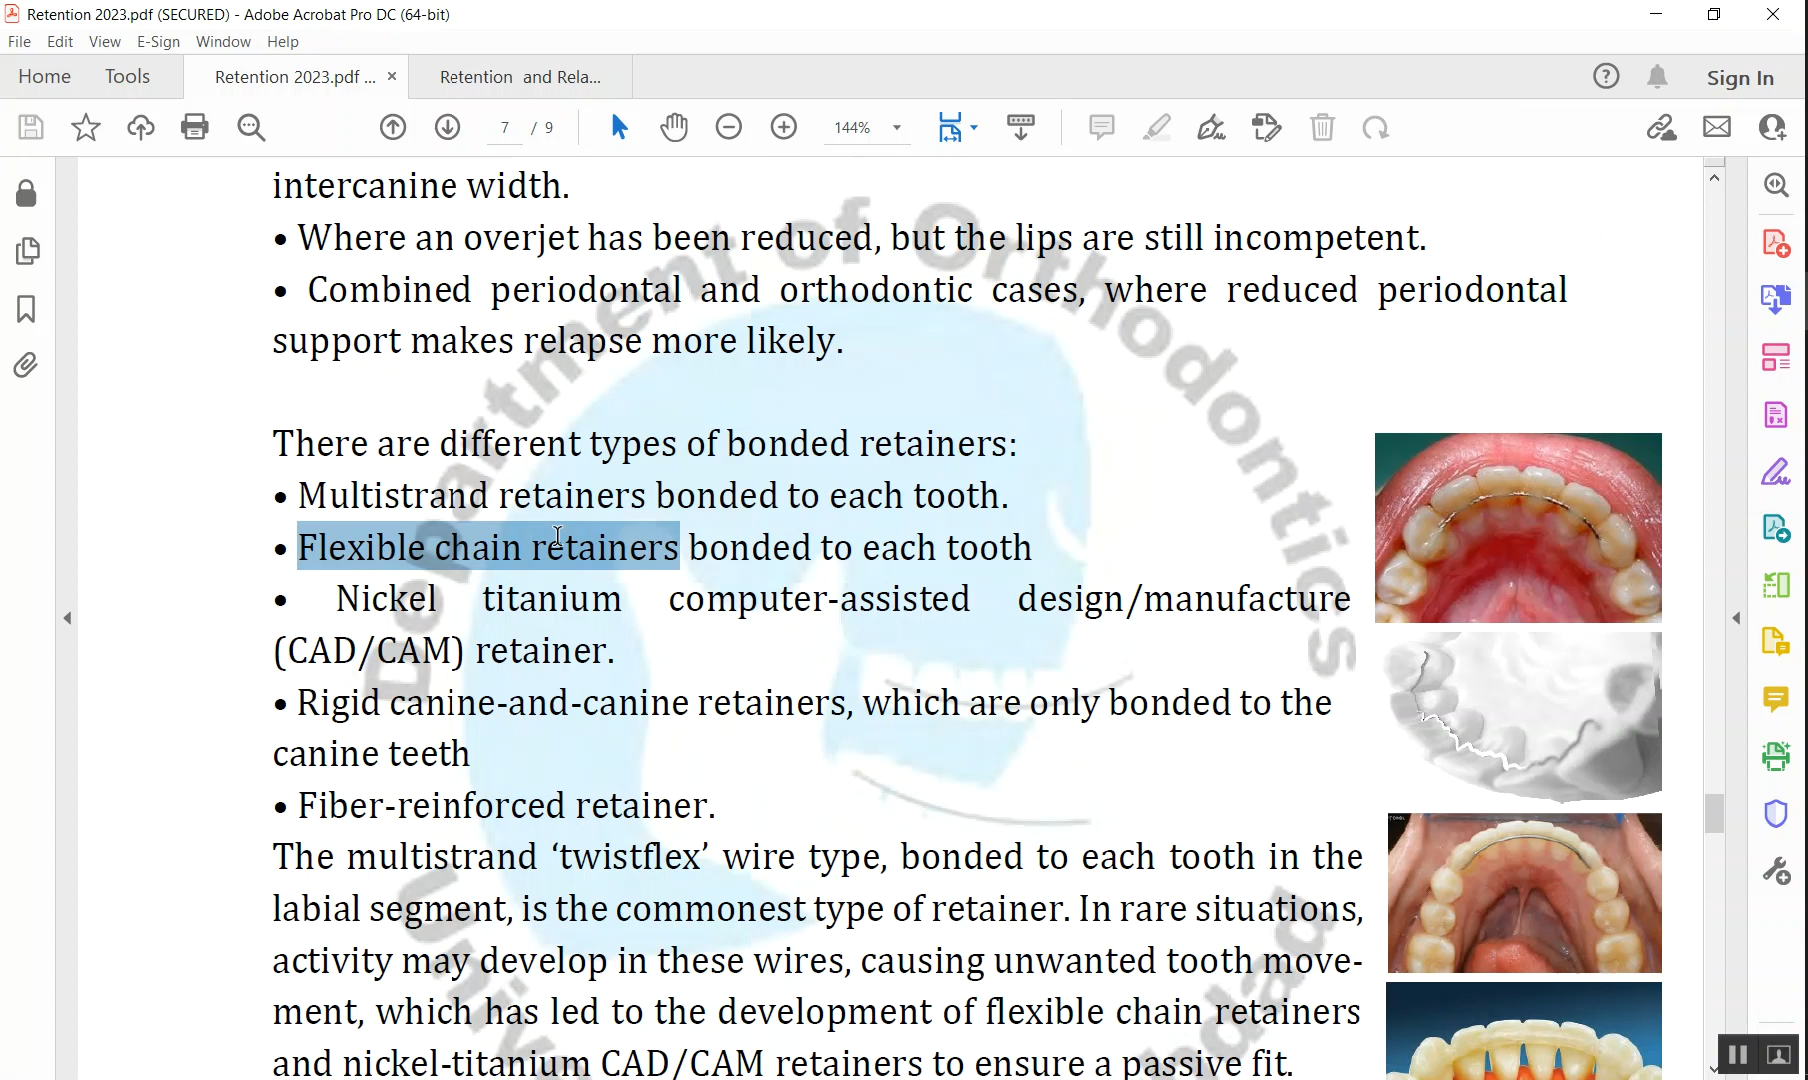 Retention 2023.pdf (SECURED) - Adobe Acrobat Pro DC (64-bit)
File Edit View E-Sign Window Help
Home Tools Retention 2023.pdf ... × Retention and Rela... Sign In
7 / 9 144%
intercanine width.
• Where an overjet has been reduced, but the lips are still incompetent.
• Combined periodontal and orthodontic cases, where reduced periodontal
support makes relapse more likely.
There are different types of bonded retainers:
• Multistrand retainers bonded to each tooth.
• Flexible chain retainers bonded to each tooth
• Nickel titanium computer-assisted design/manufacture
(CAD/CAM) retainer.
• Rigid canine-and-canine retainers, which are only bonded to the
canine teeth
• Fiber-reinforced retainer.
The multistrand ‘twistflex’ wire type, bonded to each tooth in the
labial segment, is the commonest type of retainer. In rare situations,
activity may develop in these wires, causing unwanted tooth move-
ment, which has led to the development of flexible chain retainers
and nickel-titanium CAD/CAM retainers to ensure a passive fit.
Department of Orthodontics